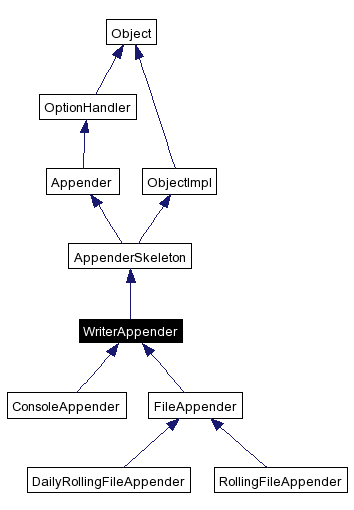 Object
OptionHandler
Appender
ObjectImpl
AppenderSkeleton
WriterAppender
ConsoleAppender
FileAppender
DailyRollingFileAppender
RollingFileAppender